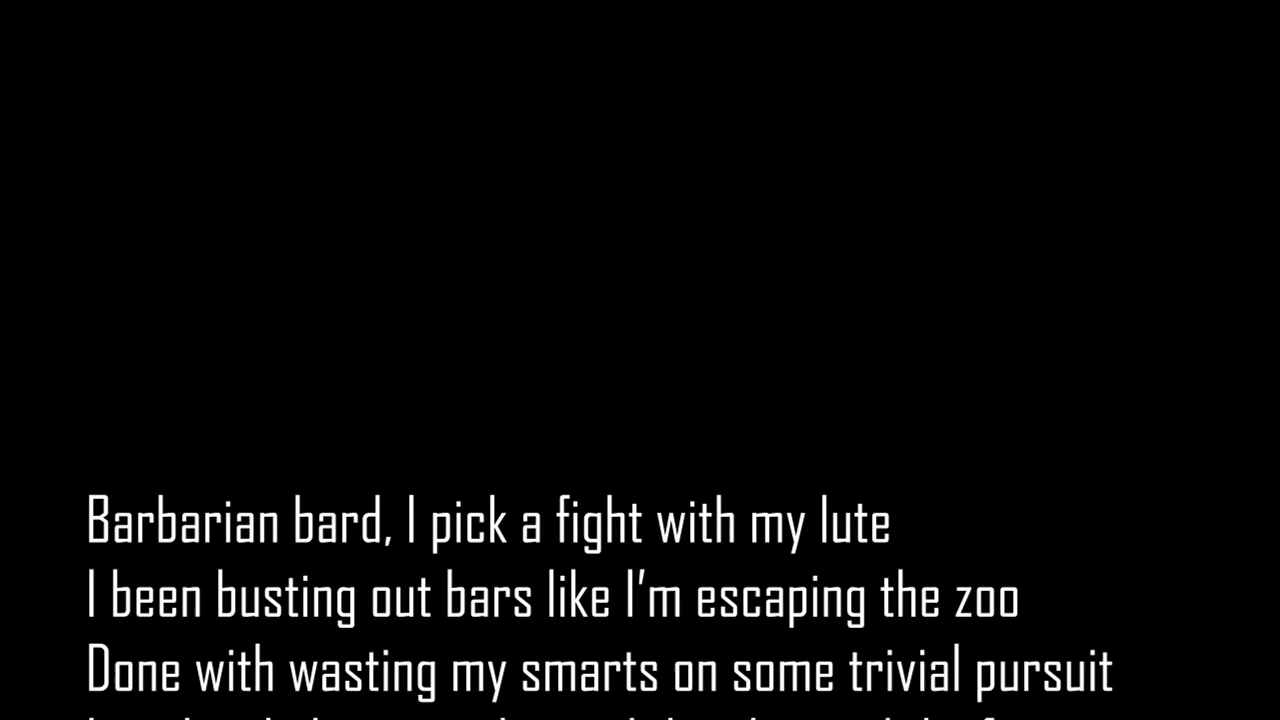 Barbarian bard, I pick a fight with my lute
I been busting out bars like I’m escaping the zoo
Done with wasting my smarts on some trivial pursuit